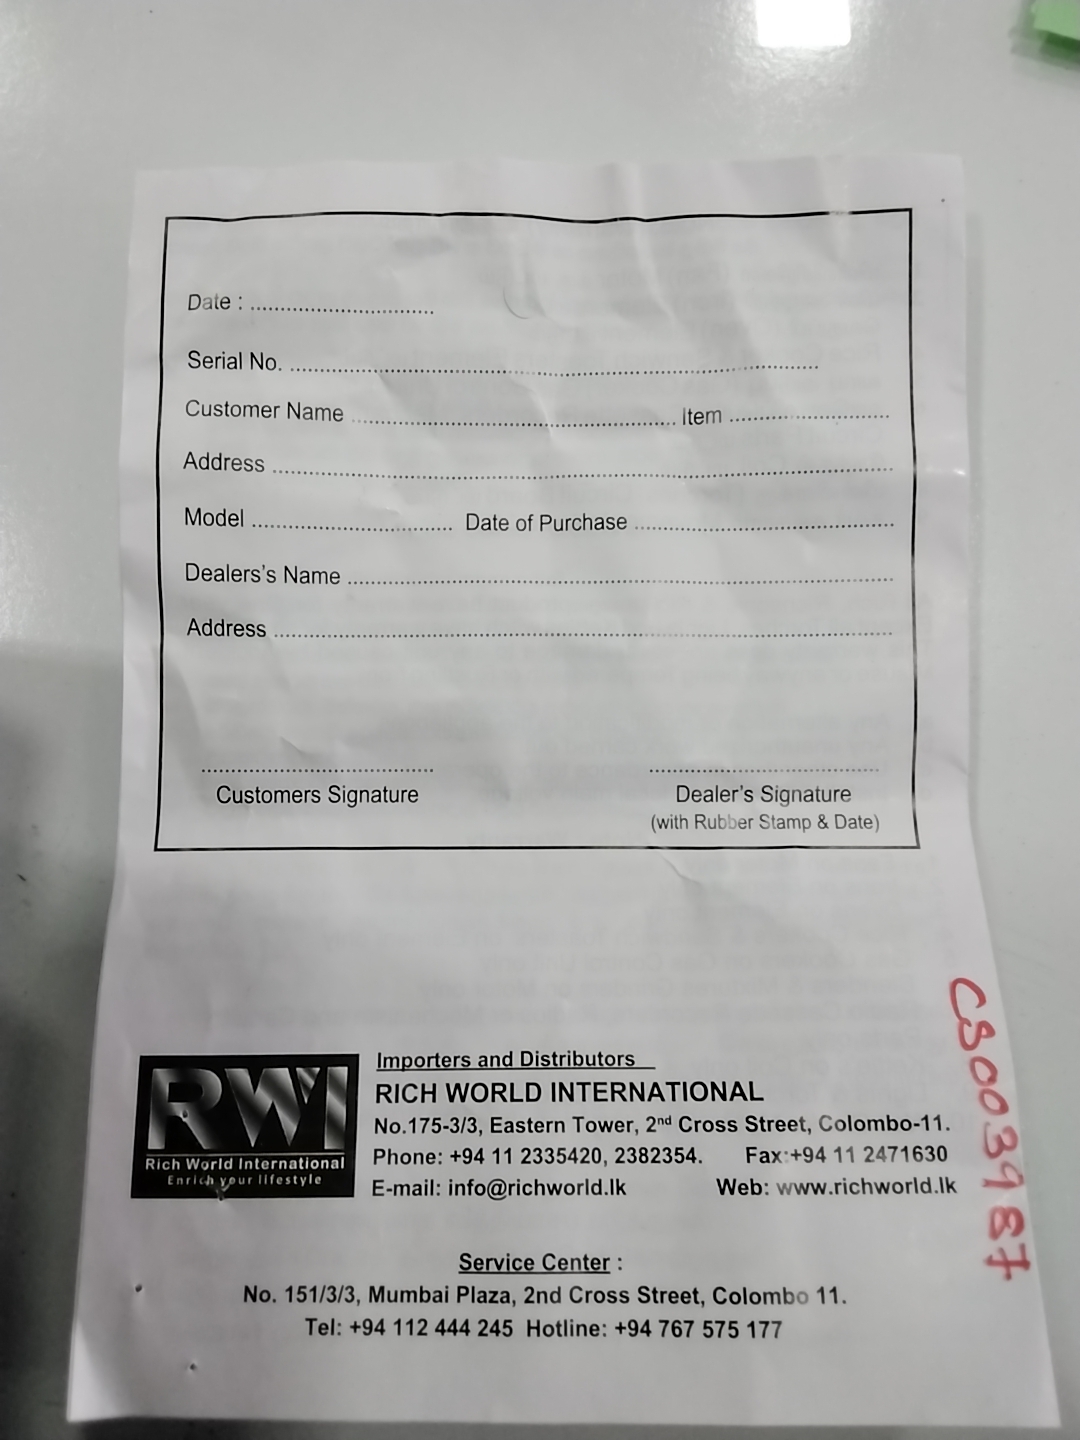 Date : ................................
Serial No. ................................................................
Customer Name ................................ Item ................................
Address ................................................................
Model ................................ Date of Purchase ................................
Dealers's Name ................................................................
Address ................................................................
................................ ................................
Customers Signature Dealer's Signature
(with Rubber Stamp & Date)
RWI
Rich World International
Enrich your lifestyle
Importers and Distributors
RICH WORLD INTERNATIONAL
No.175-3/3, Eastern Tower, 2nd Cross Street, Colombo-11.
Phone: +94 11 2335420, 2382354. Fax:+94 11 2471630
E-mail: info@richworld.lk Web: www.richworld.lk
Service Center :
No. 151/3/3, Mumbai Plaza, 2nd Cross Street, Colombo 11.
Tel: +94 112 444 245 Hotline: +94 767 575 177
CS003987